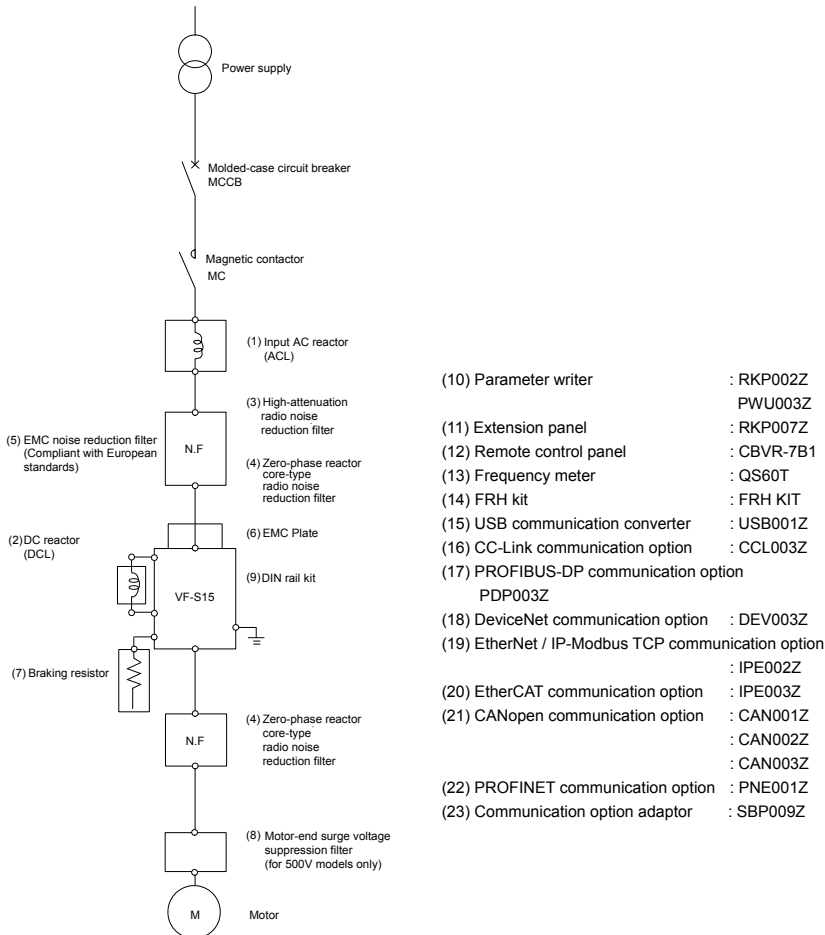 Power supply
Molded-case circuit breaker
MCCB
Magnetic contactor
MC
(1) Input AC reactor
(ACL)
(3) High-attenuation
radio noise
reduction filter
(5) EMC noise reduction filter
(Compliant with European
standards)
N.F
(4) Zero-phase reactor
core-type
radio noise
reduction filter
(2)DC reactor
(DCL)
(6) EMC Plate
(9) DIN rail kit
VF-S15
(7) Braking resistor
N.F
(4) Zero-phase reactor
core-type
radio noise
reduction filter
(8) Motor-end surge voltage
suppression filter
(for 500V models only)
M
Motor
(10) Parameter writer : RKP002Z
PWU003Z
(11) Extension panel : RKP007Z
(12) Remote control panel : CBVR-7B1
(13) Frequency meter : QS60T
(14) FRH kit : FRH KIT
(15) USB communication converter : USB001Z
(16) CC-Link communication option : CCL003Z
(17) PROFIBUS-DP communication option
PDP003Z
(18) DeviceNet communication option : DEV003Z
(19) EtherNet / IP-Modbus TCP communication option
: IPE002Z
(20) EtherCAT communication option : IPE003Z
(21) CANopen communication option : CAN001Z
: CAN002Z
: CAN003Z
(22) PROFINET communication option : PNE001Z
(23) Communication option adaptor : SBP009Z